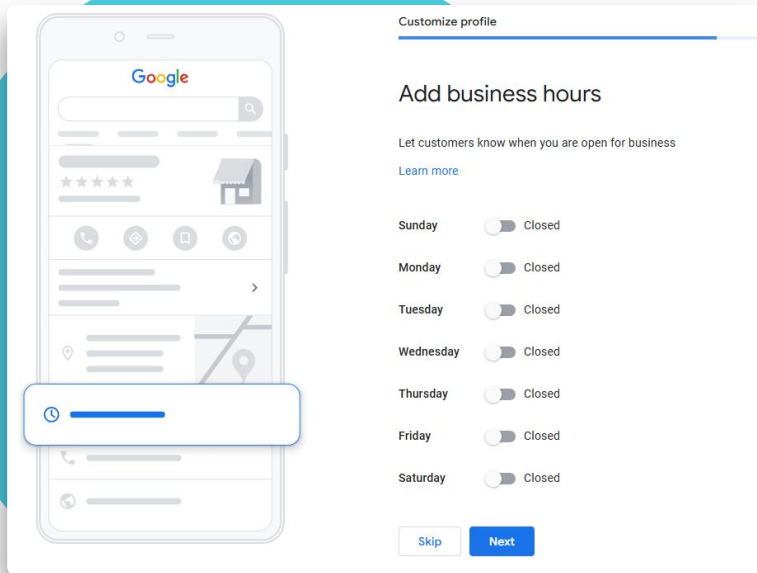 Google
Customize profile
Add business hours
Let customers know when you are open for business
Learn more
Sunday Closed
Monday Closed
Tuesday Closed
Wednesday Closed
Thursday Closed
Friday Closed
Saturday Closed
Skip Next